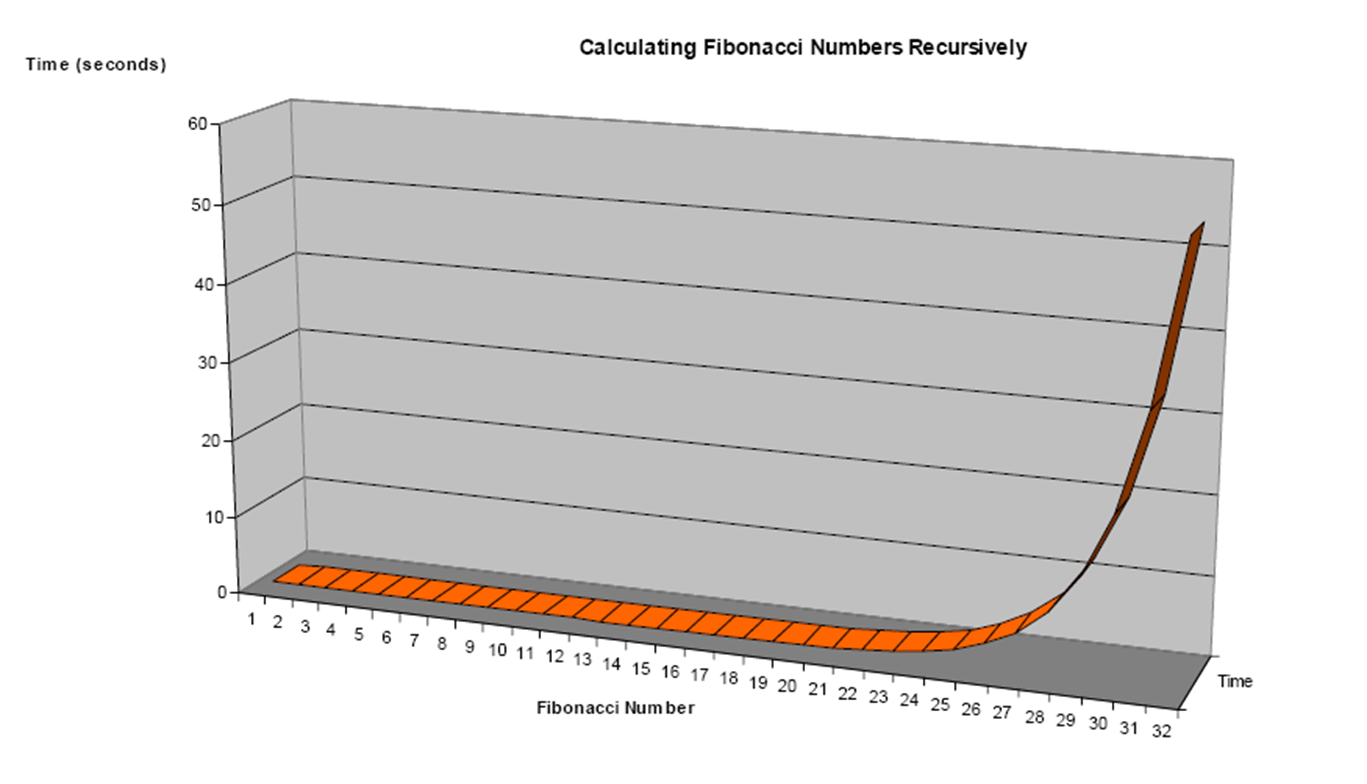 Calculating Fibonacci Numbers Recursively
Time (seconds)
60
50
40
30
20
10
0
1 2 3 4 5 6 7 8 9 10 11 12 13 14 15 16 17 18 19 20 21 22 23 24 25 26 27 28 29 30 31 32
Time
Fibonacci Number